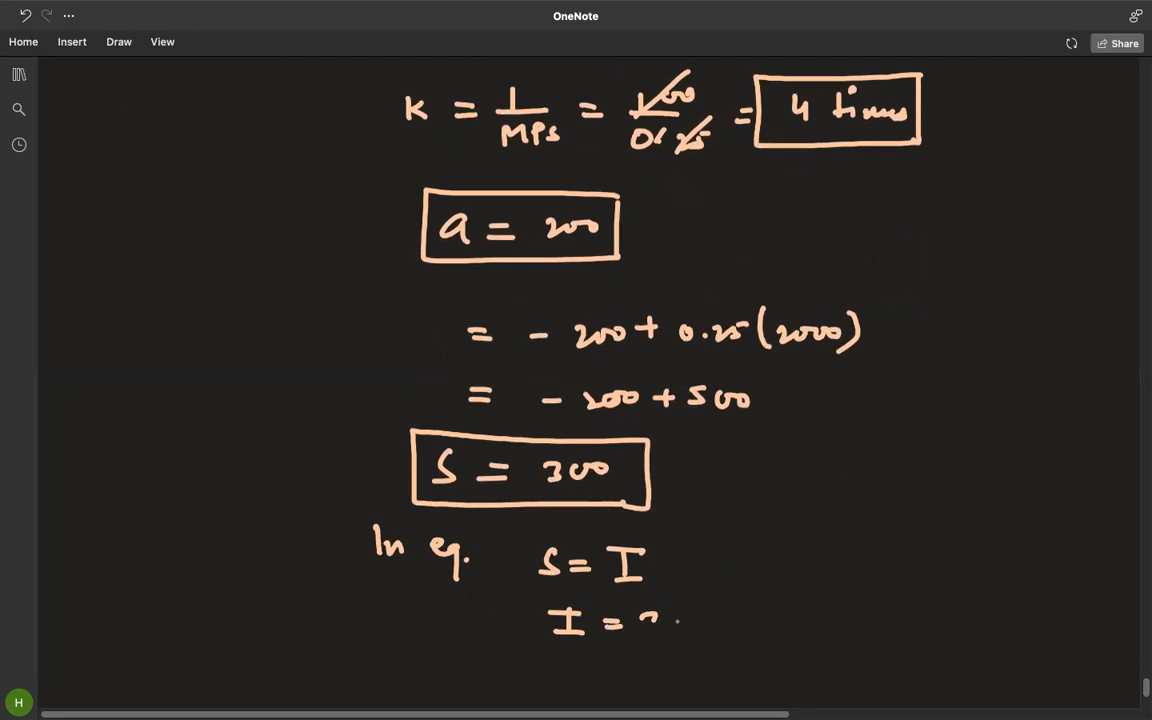 OneNote
Home Insert Draw View
Share
K = 1/MPS = 100/0.25 = 4 times
a = 200
= - 200 + 0.25 (2000)
= - 200 + 500
S = 300
In eq. S = I
I =
H